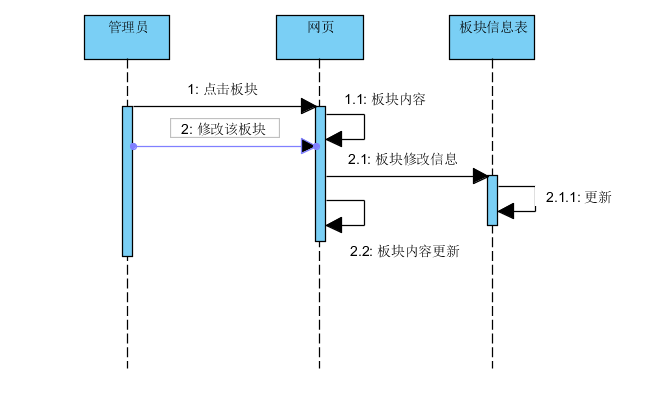 管理员
网页
板块信息表
1: 点击板块
1.1: 板块内容
2: 修改该板块
2.1: 板块修改信息
2.1.1: 更新
2.2: 板块内容更新